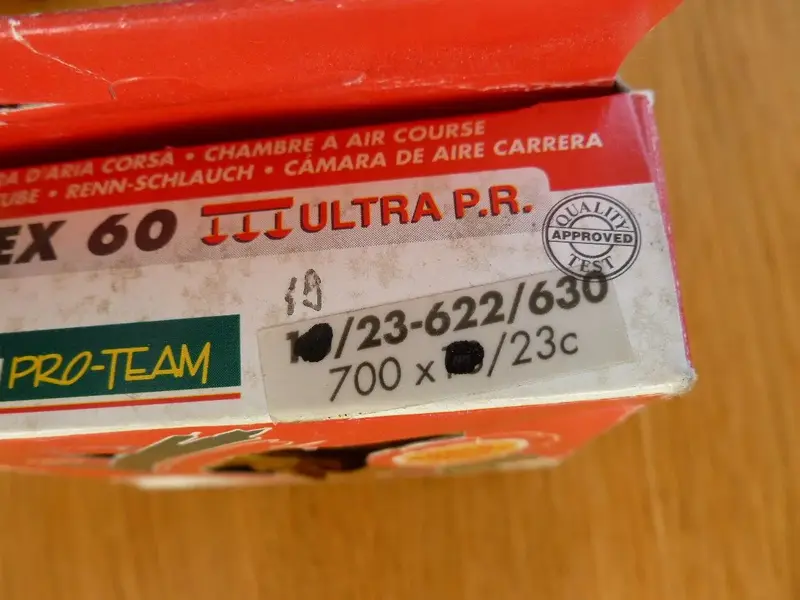 RA D'ARIA CORSA • CHAMBRE A AIR COURSE
UBE • RENN-SCHLAUCH • CÁMARA DE AIRE CARRERA
EX 60 ULTRA P.R.
QUALITY
APPROVED
TEST
19
/23-622/630
700 x /23c
PRO-TEAM